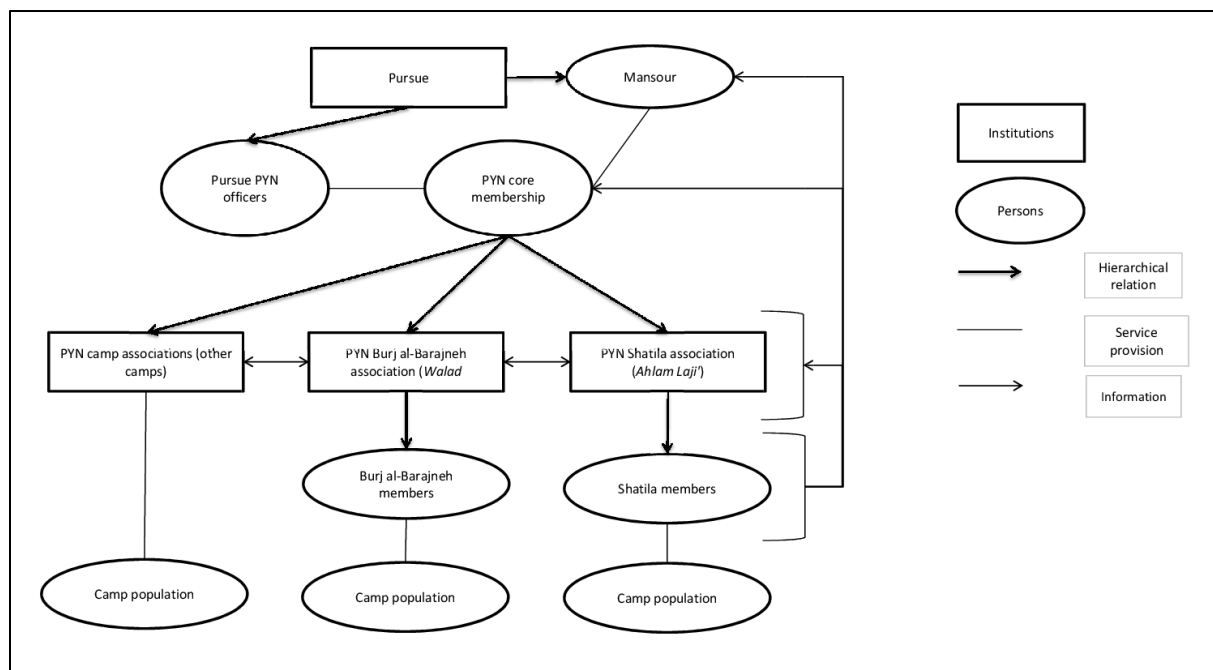 Pursue
Mansour
Institutions
Pursue PYN
officers
PYN core
membership
Persons
Hierarchical
relation
PYN camp associations (other
camps)
PYN Burj al-Barajneh
association (Walad
PYN Shatila association
(Ahlam Laji')
Service
provision
Information
Burj al-Barajneh
members
Shatila members
Camp population
Camp population
Camp population